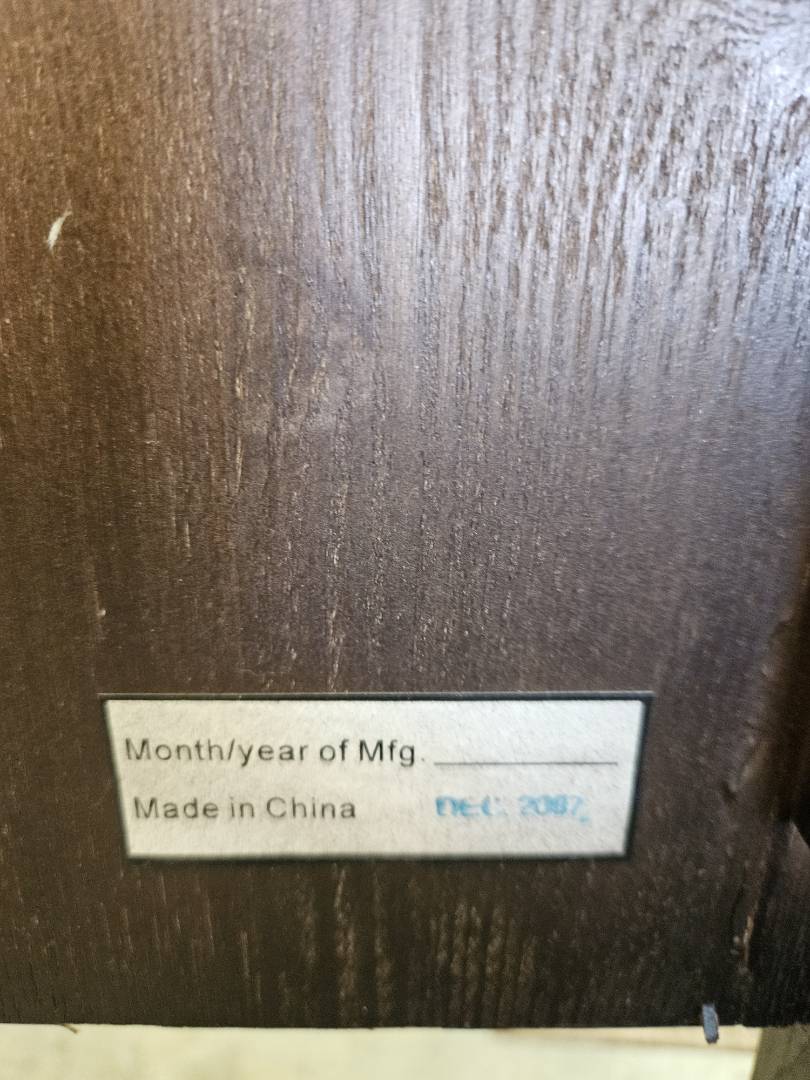 Month/year of Mfg.
Made in China DEC 2007